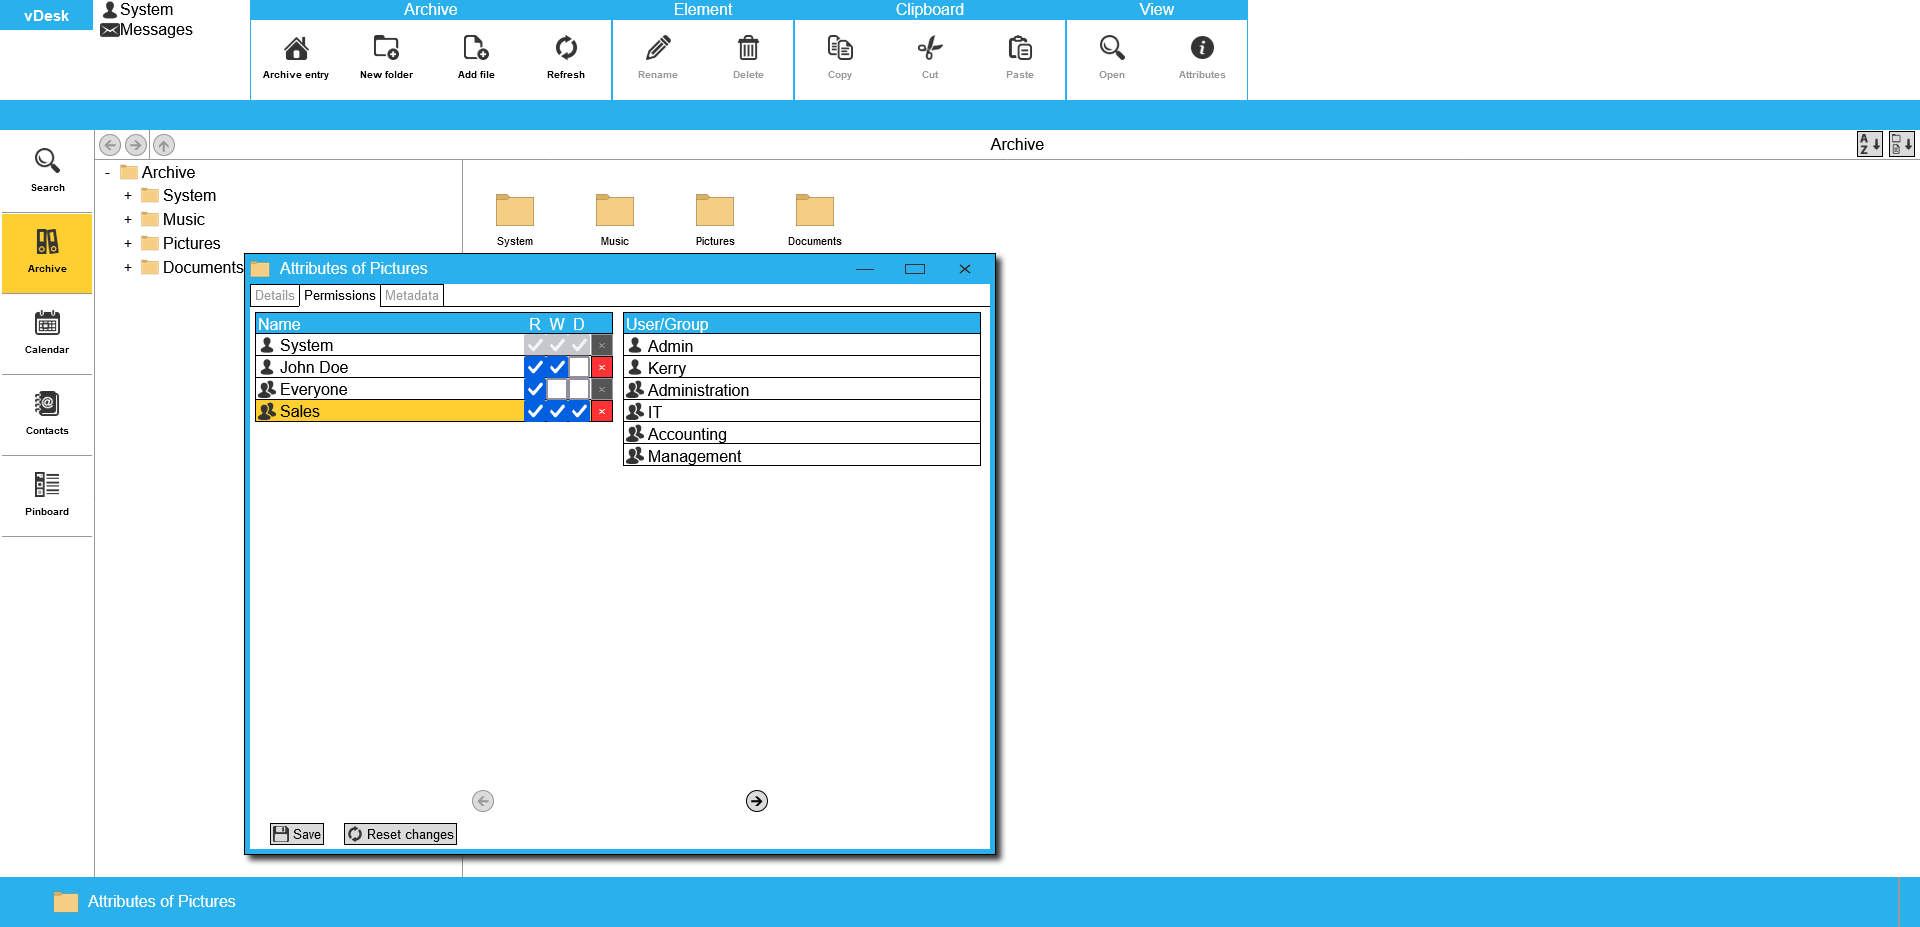 vDesk
System
Messages
Archive
Element
Clipboard
View
Archive entry
New folder
Add file
Refresh
Rename
Delete
Copy
Cut
Paste
Open
Attributes
Archive
A
Z
Search
Archive
Calendar
Contacts
Pinboard
- Archive
+ System
+ Music
+ Pictures
+ Documents
System
Music
Pictures
Documents
Attributes of Pictures
Details
Permissions
Metadata
Name R W D
System
John Doe
Everyone
Sales
User/Group
Admin
Kerry
Administration
IT
Accounting
Management
Save
Reset changes
Attributes of Pictures